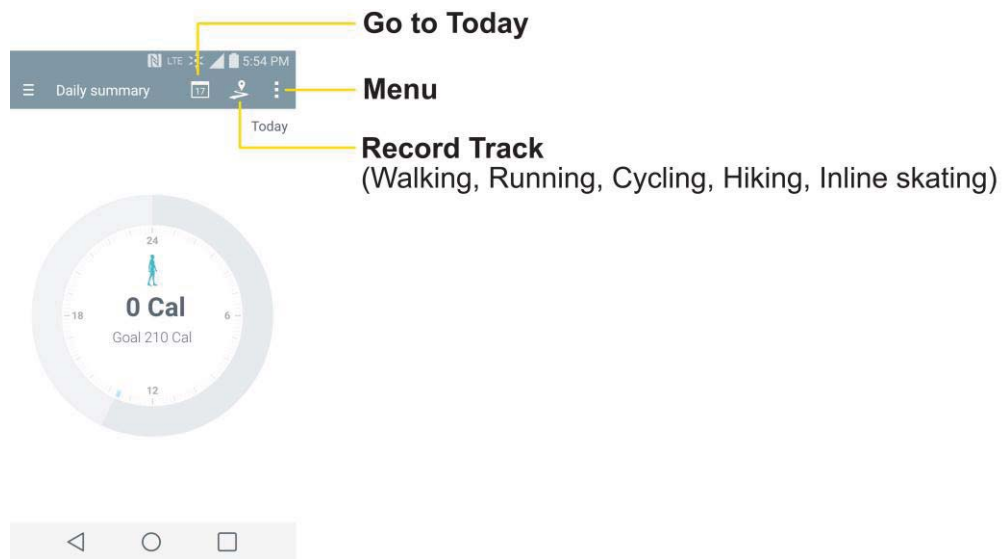 Go to Today
LTE 5:54 PM
Daily summary 17
Menu
Today
Record Track
(Walking, Running, Cycling, Hiking, Inline skating)
24
0 Cal
18
6
Goal 210 Cal
12